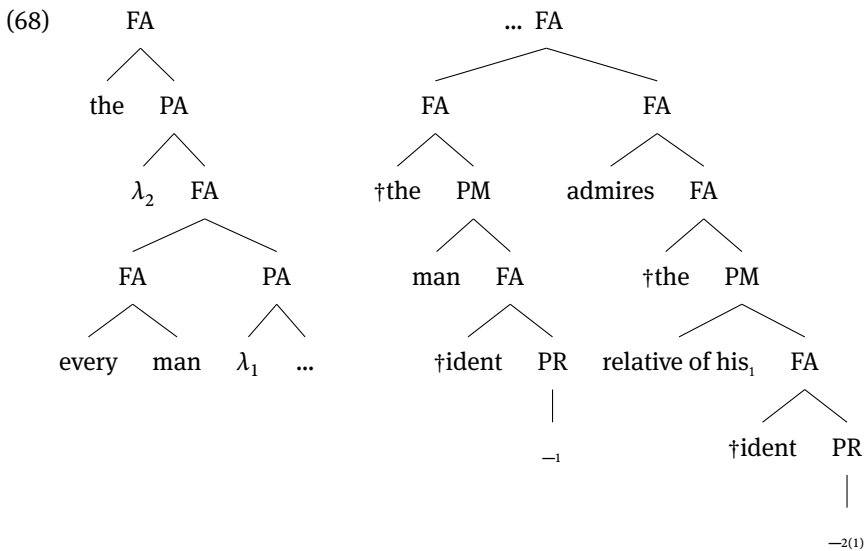 (68) FA ... FA
the PA FA FA
λ₂ FA †the PM admires FA
FA PA man FA †the PM
every man λ₁ ... †ident PR relative of his₁ FA
–₁ †ident PR
–₂₍₁₎